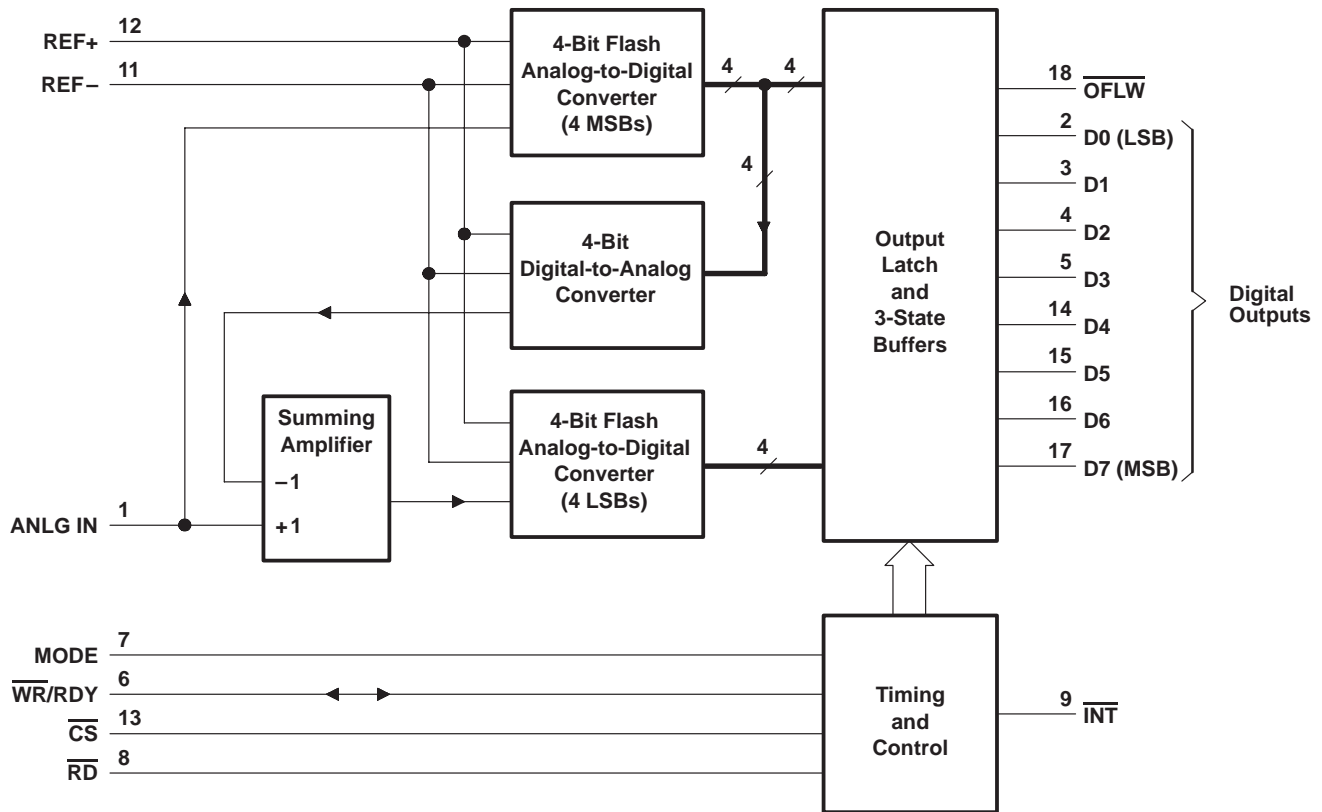 REF+
12
REF–
11
4-Bit Flash
Analog-to-Digital
Converter
(4 MSBs)
4
4
4
4-Bit
Digital-to-Analog
Converter
Summing
Amplifier
–1
+1
ANLG IN
1
4-Bit Flash
Analog-to-Digital
Converter
(4 LSBs)
4
Output
Latch
and
3-State
Buffers
18
OFLW
2
D0 (LSB)
3
D1
4
D2
5
D3
14
D4
15
D5
16
D6
17
D7 (MSB)
Digital
Outputs
MODE
7
WR/RDY
6
CS
13
RD
8
Timing
and
Control
9
INT